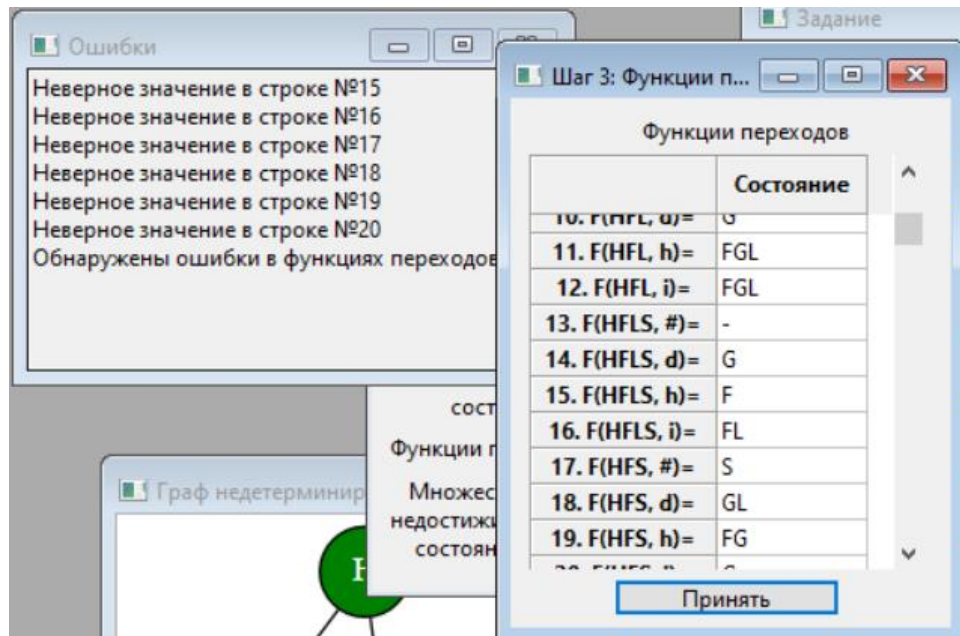 Задание
Ошибки
Неверное значение в строке №15
Неверное значение в строке №16
Неверное значение в строке №17
Неверное значение в строке №18
Неверное значение в строке №19
Неверное значение в строке №20
Обнаружены ошибки в функциях переходов
Шаг 3: Функции п...
Функции переходов
Состояние
10. F(HFL, d)= G
11. F(HFL, h)= FGL
12. F(HFL, i)= FGL
13. F(HFLS, #)= -
14. F(HFLS, d)= G
15. F(HFLS, h)= F
16. F(HFLS, i)= FL
17. F(HFS, #)= S
18. F(HFS, d)= GL
19. F(HFS, h)= FG
Принять
сост
Функции п
Множес
недостижи
состоян
Граф недетерминир
H